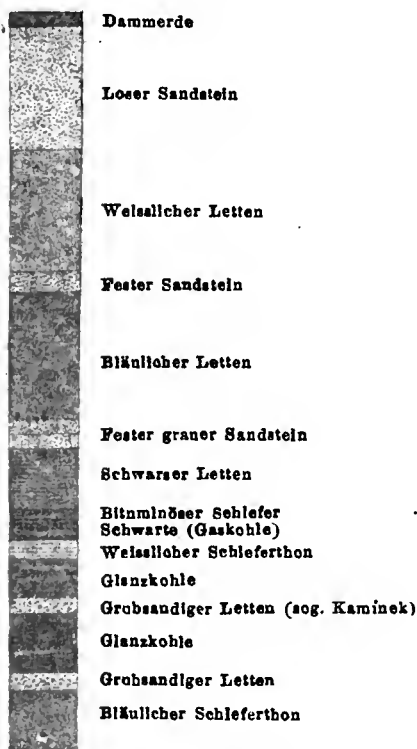 Dammerde
Loser Sandstein
Weisslicher Letten
Fester Sandstein
Bläulicher Letten
Fester grauer Sandstein
Schwarzer Letten
Bituminöser Schiefer
Schwarte (Gaskohle)
Weisslicher Schieferthon
Glanzkohle
Grobsandiger Letten (sog. Kaminek)
Glanzkohle
Grobsandiger Letten
Bläulicher Schieferthon